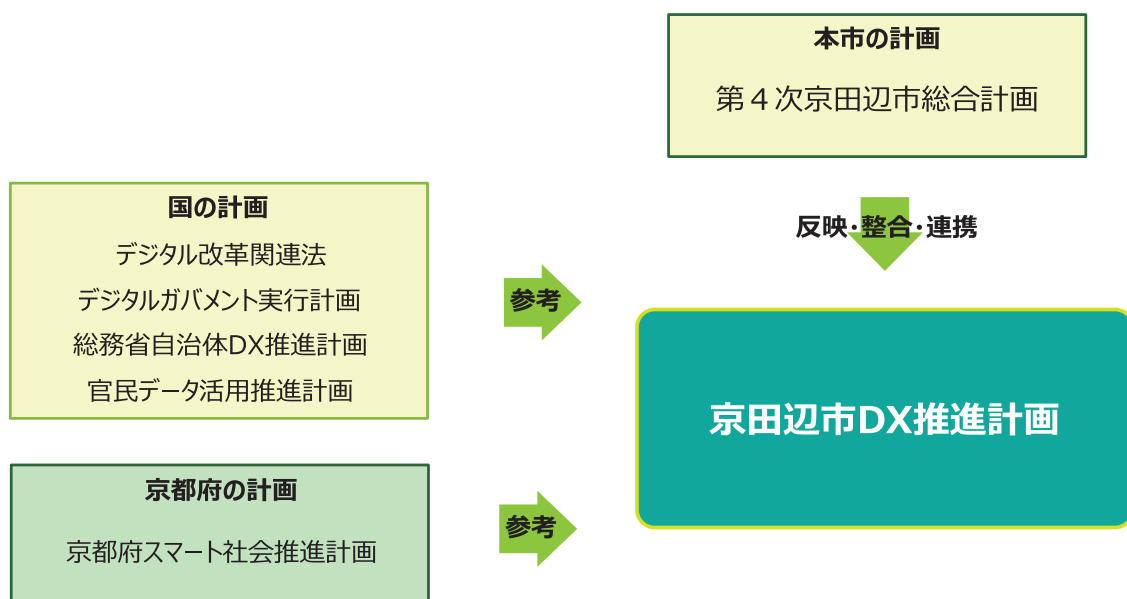 本市の計画
第４次京田辺市総合計画
反映・整合・連携
国の計画
デジタル改革関連法
デジタルガバメント実行計画
総務省自治体DX推進計画
官民データ活用推進計画
参考
京田辺市DX推進計画
京都府の計画
京都府スマート社会推進計画
参考